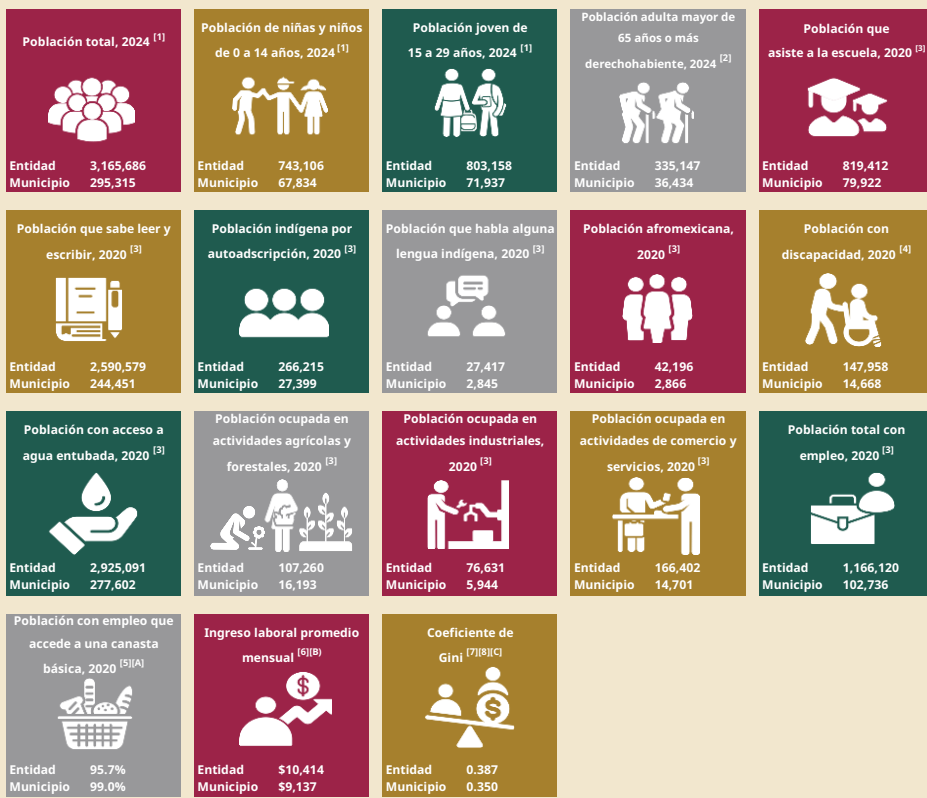 Población total, 2024 [1]
Entidad 3,165,686
Municipio 295,315
Población de niñas y niños
de 0 a 14 años, 2024 [1]
Entidad 743,106
Municipio 67,834
Población joven de
15 a 29 años, 2024 [1]
Entidad 803,158
Municipio 71,937
Población adulta mayor de
65 años o más
derechohabiente, 2024 [2]
Entidad 335,147
Municipio 36,434
Población que
asiste a la escuela, 2020 [3]
Entidad 819,412
Municipio 79,922
Población que sabe leer y
escribir, 2020 [3]
Entidad 2,590,579
Municipio 244,451
Población indígena por
autoadscripción, 2020 [3]
Entidad 266,215
Municipio 27,399
Población que habla alguna
lengua indígena, 2020 [3]
Entidad 27,417
Municipio 2,845
Población afromexicana,
2020 [3]
Entidad 42,196
Municipio 2,866
Población con
discapacidad, 2020 [4]
Entidad 147,958
Municipio 14,668
Población con acceso a
agua entubada, 2020 [3]
Entidad 2,925,091
Municipio 277,602
Población ocupada en
actividades agrícolas y
forestales, 2020 [3]
Entidad 107,260
Municipio 16,193
Población ocupada en
actividades industriales,
2020 [3]
Entidad 76,631
Municipio 5,944
Población ocupada en
actividades de comercio y
servicios, 2020 [3]
Entidad 166,402
Municipio 14,701
Población total con
empleo, 2020 [3]
Entidad 1,166,120
Municipio 102,736
Población con empleo que
accede a una canasta
básica, 2020 [5][A]
Entidad 95.7%
Municipio 99.0%
Ingreso laboral promedio
mensual [6][B]
$
Entidad $10,414
Municipio $9,137
Coeficiente de
Gini [7][8][C]
$
Entidad 0.387
Municipio 0.350